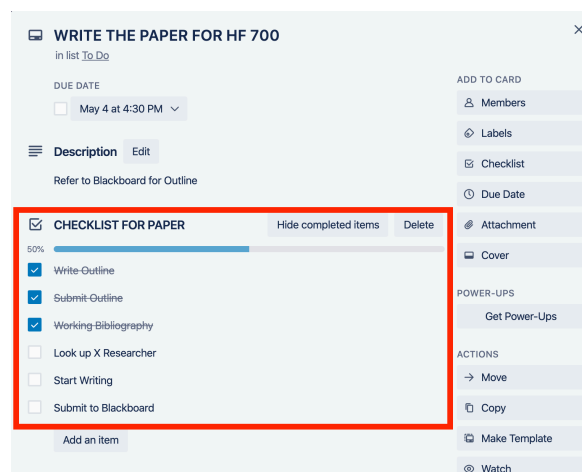 WRITE THE PAPER FOR HF 700
in list To Do
DUE DATE
May 4 at 4:30 PM
Description Edit
Refer to Blackboard for Outline
CHECKLIST FOR PAPER Hide completed items Delete
50%
Write Outline
Submit Outline
Working Bibliography
Look up X Researcher
Start Writing
Submit to Blackboard
Add an item
ADD TO CARD
Members
Labels
Checklist
Due Date
Attachment
Cover
POWER-UPS
Get Power-Ups
ACTIONS
Move
Copy
Make Template
Watch